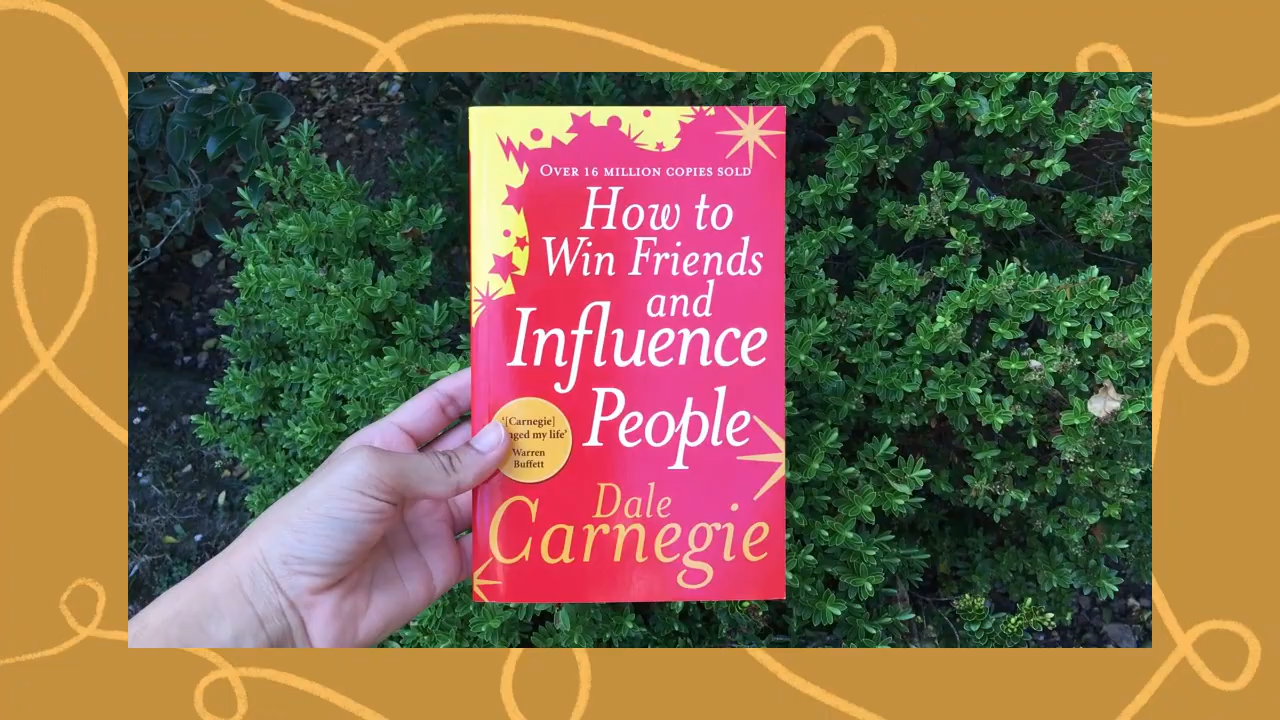 OVER 16 MILLION COPIES SOLD
How to
Win Friends
and
Influence
People
'[Carnegie]
my life'
Warren
Buffett
Dale
Carnegie